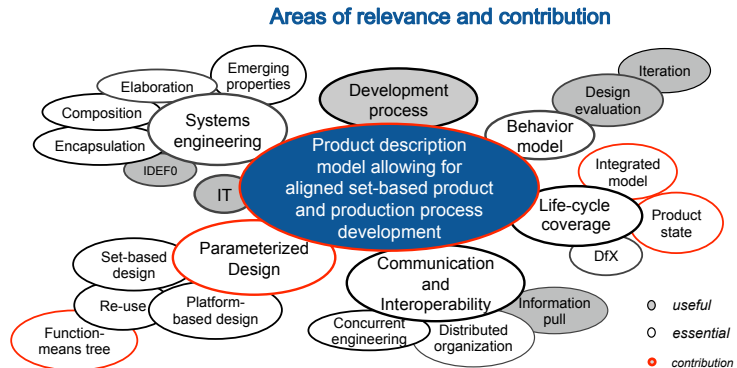 Areas of relevance and contribution
Emerging
properties
Elaboration
Composition
Encapsulation
IDEF0
Systems
engineering
IT
Development
process
Iteration
Design
evaluation
Behavior
model
Product description
model allowing for
aligned set-based product
and production process
development
Integrated
model
Life-cycle
coverage
Product
state
DfX
Parameterized
Design
Set-based
design
Re-use
Platform-
based design
Function-
means tree
Communication
and
Interoperability
Information
pull
Concurrent
engineering
Distributed
organization
useful
essential
contribution